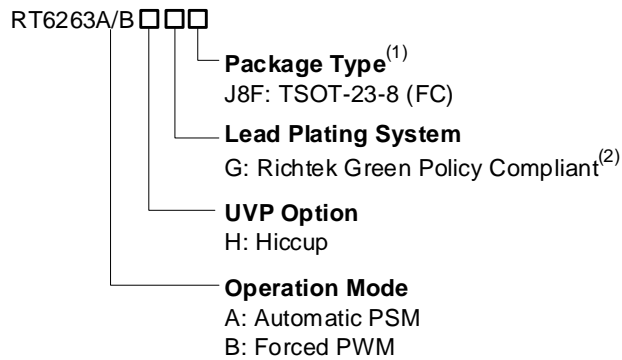 RT6263A/B□□□
Package Type(1)
J8F: TSOT-23-8 (FC)
Lead Plating System
G: Richtek Green Policy Compliant(2)
UVP Option
H: Hiccup
Operation Mode
A: Automatic PSM
B: Forced PWM